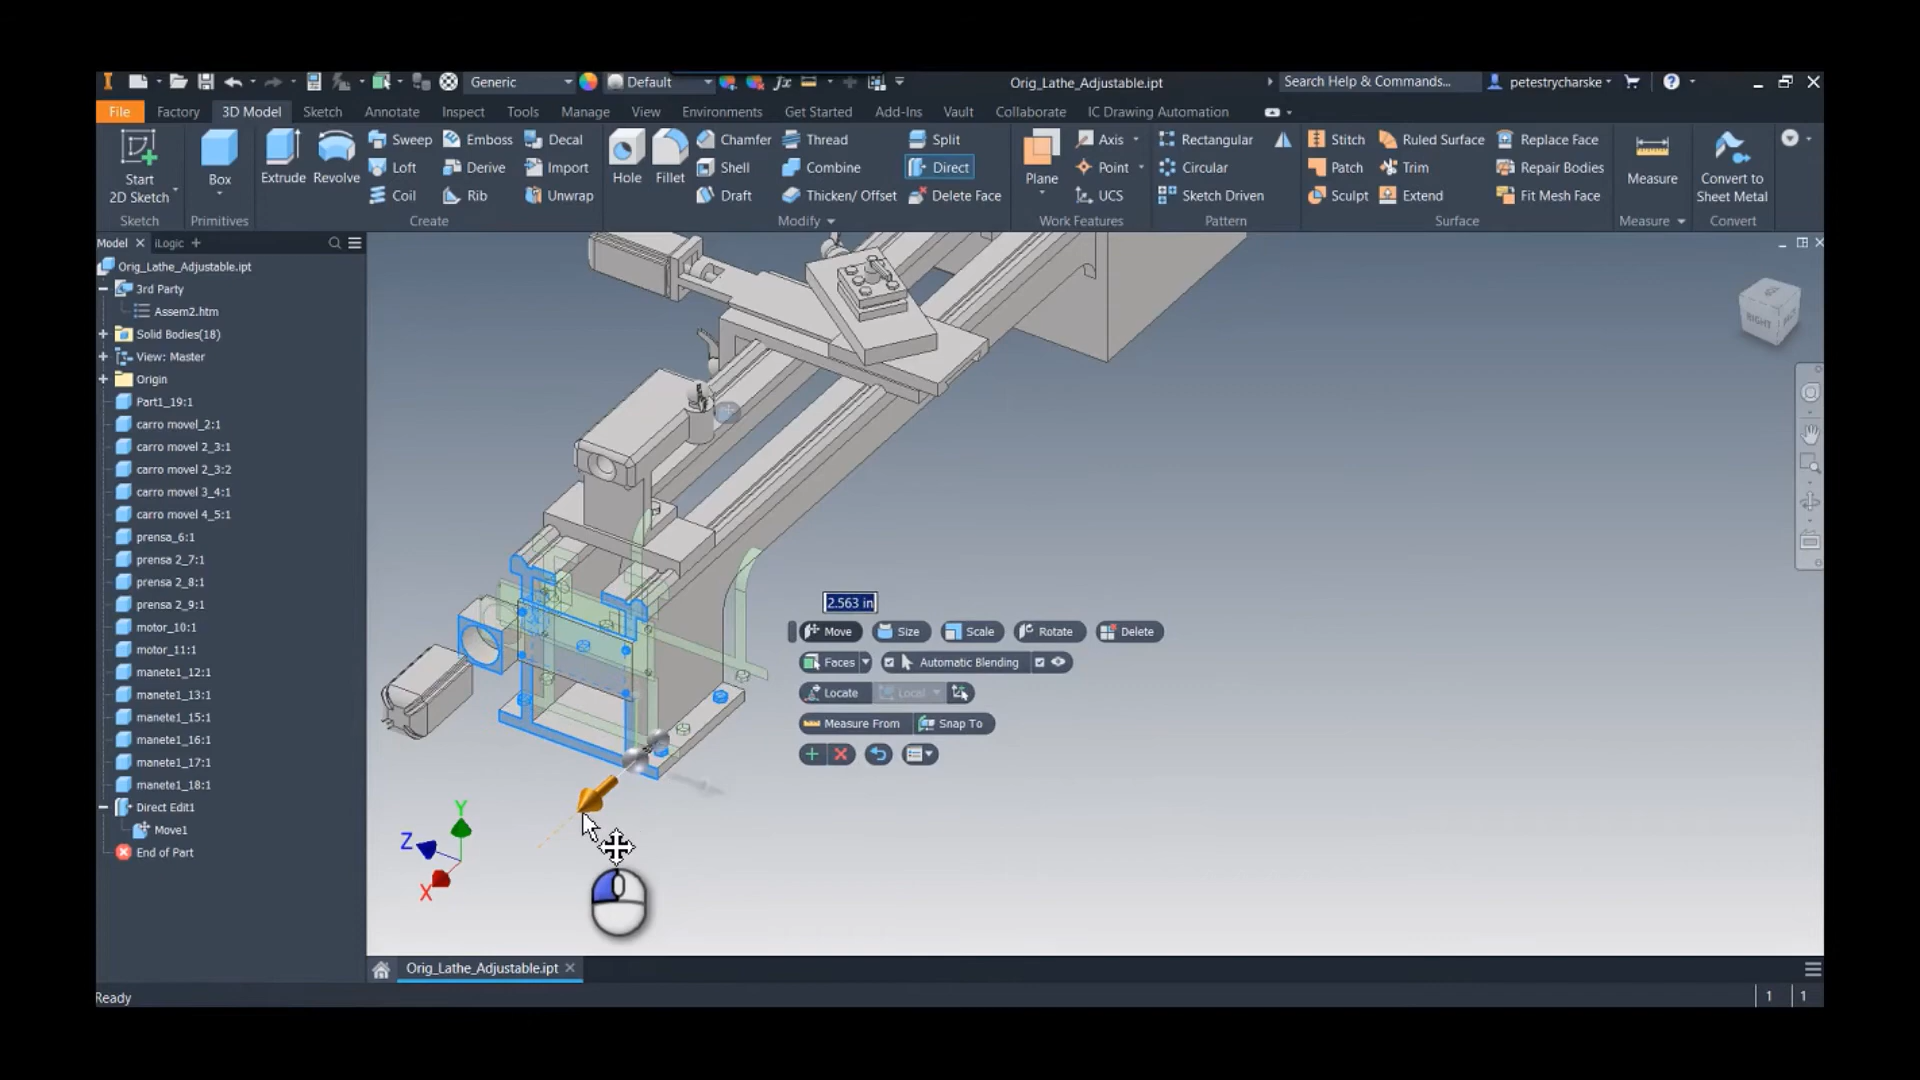 Generic
Default
fx
Orig_Lathe_Adjustable.ipt
Search Help & Commands...
petestrycharske
File
Factory
3D Model
Sketch
Annotate
Inspect
Tools
Manage
View
Environments
Get Started
Add-Ins
Vault
Collaborate
IC Drawing Automation
Start
2D Sketch
Box
Extrude
Revolve
Sweep
Emboss
Decal
Loft
Derive
Import
Coil
Rib
Unwrap
Hole
Fillet
Chamfer
Thread
Split
Shell
Combine
Direct
Draft
Thicken/ Offset
Delete Face
Plane
Axis
Point
UCS
Rectangular
Circular
Sketch Driven
Stitch
Ruled Surface
Replace Face
Patch
Trim
Repair Bodies
Sculpt
Extend
Fit Mesh Face
Measure
Convert to
Sheet Metal
Sketch
Primitives
Create
Modify
Work Features
Pattern
Surface
Measure
Convert
Model
iLogic
Orig_Lathe_Adjustable.ipt
3rd Party
Assem2.htm
Solid Bodies(18)
View: Master
Origin
Part1_19:1
carro movel_2:1
carro movel 2_3:1
carro movel 2_3:2
carro movel 3_4:1
carro movel 4_5:1
prensa_6:1
prensa 2_7:1
prensa 2_8:1
prensa 2_9:1
motor_10:1
motor_11:1
manete1_12:1
manete1_13:1
manete1_15:1
manete1_16:1
manete1_17:1
manete1_18:1
Direct Edit1
Move1
End of Part
RIGHT
2.563 in
Move
Size
Scale
Rotate
Delete
Faces
Automatic Blending
Locate
Local
Measure From
Snap To
Y
Z
X
Orig_Lathe_Adjustable.ipt
Ready
1
1